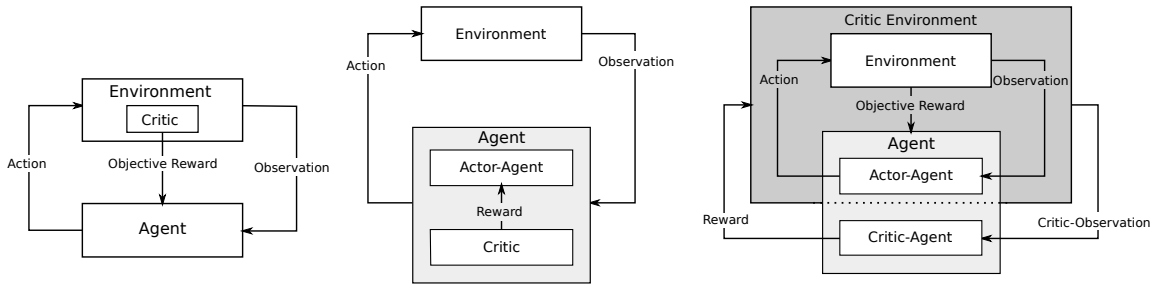 Environment
Critic
Action
Objective Reward
Observation
Agent
Environment
Action
Observation
Agent
Actor-Agent
Reward
Critic
Critic Environment
Environment
Action
Observation
Objective Reward
Agent
Actor-Agent
Reward
Critic-Observation
Critic-Agent